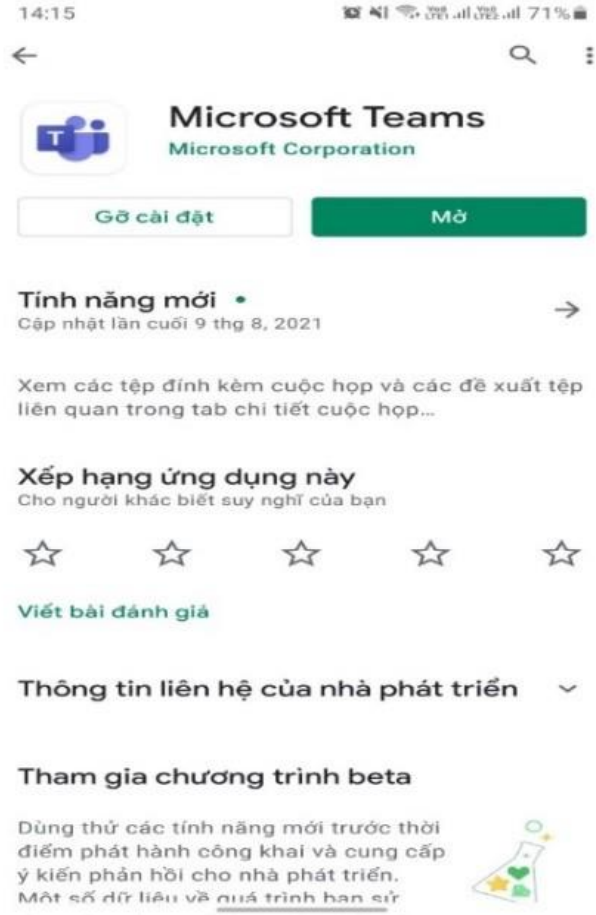 14:15
71%
Microsoft Teams
Microsoft Corporation
Gỡ cài đặt
Mở
Tính năng mới
Cập nhật lần cuối 9 thg 8, 2021
Xem các tệp đính kèm cuộc họp và các đề xuất tệp
liên quan trong tab chi tiết cuộc họp...
Xếp hạng ứng dụng này
Cho người khác biết suy nghĩ của bạn
Viết bài đánh giá
Thông tin liên hệ của nhà phát triển
Tham gia chương trình beta
Dùng thử các tính năng mới trước thời
điểm phát hành công khai và cung cấp
ý kiến phản hồi cho nhà phát triển.
Một số dữ liệu về quá trình bạn sử